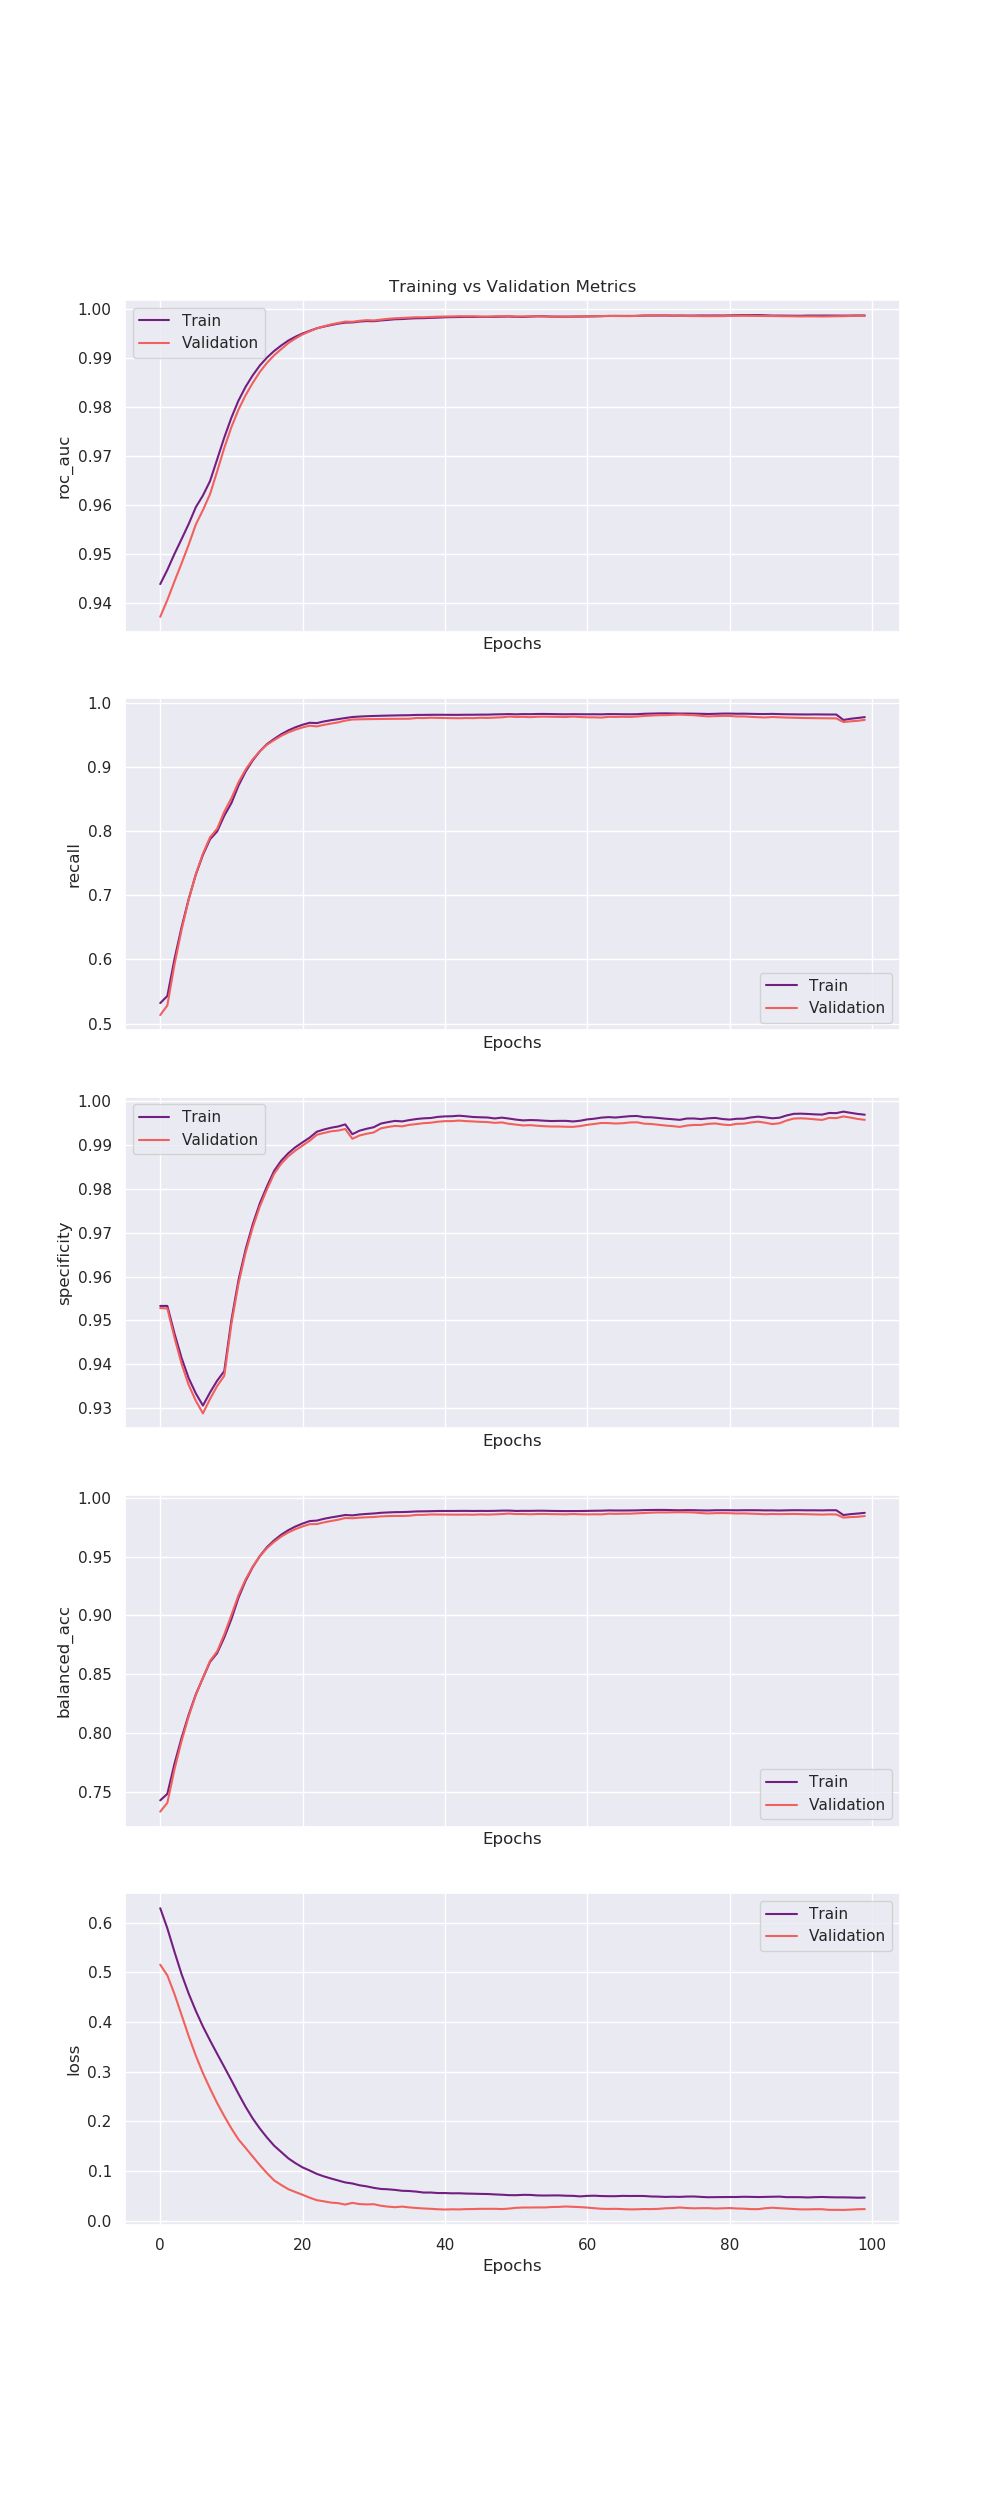 Training vs Validation Metrics
1.00
0.99
0.98
0.97
0.96
0.95
0.94
roc_auc
Train
Validation
Epochs
1.0
0.9
0.8
0.7
0.6
0.5
recall
Train
Validation
Epochs
1.00
0.99
0.98
0.97
0.96
0.95
0.94
0.93
specificity
Train
Validation
Epochs
1.00
0.95
0.90
0.85
0.80
0.75
balanced_acc
Train
Validation
Epochs
0.6
0.5
0.4
0.3
0.2
0.1
0.0
loss
Train
Validation
0 20 40 60 80 100
Epochs